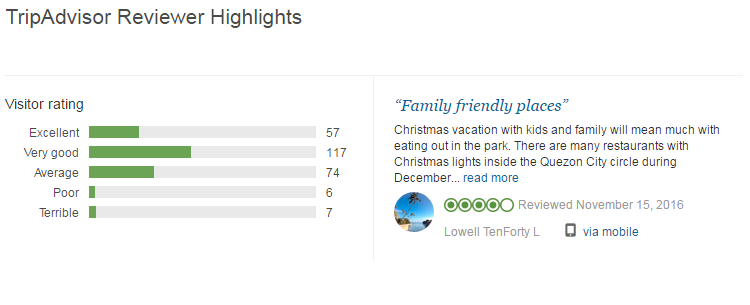 TripAdvisor Reviewer Highlights
Visitor rating
Excellent 57
Very good 117
Average 74
Poor 6
Terrible 7
“Family friendly places”
Christmas vacation with kids and family will mean much with
eating out in the park. There are many restaurants with
Christmas lights inside the Quezon City circle during
December... read more
Reviewed November 15, 2016
Lowell TenForty L via mobile